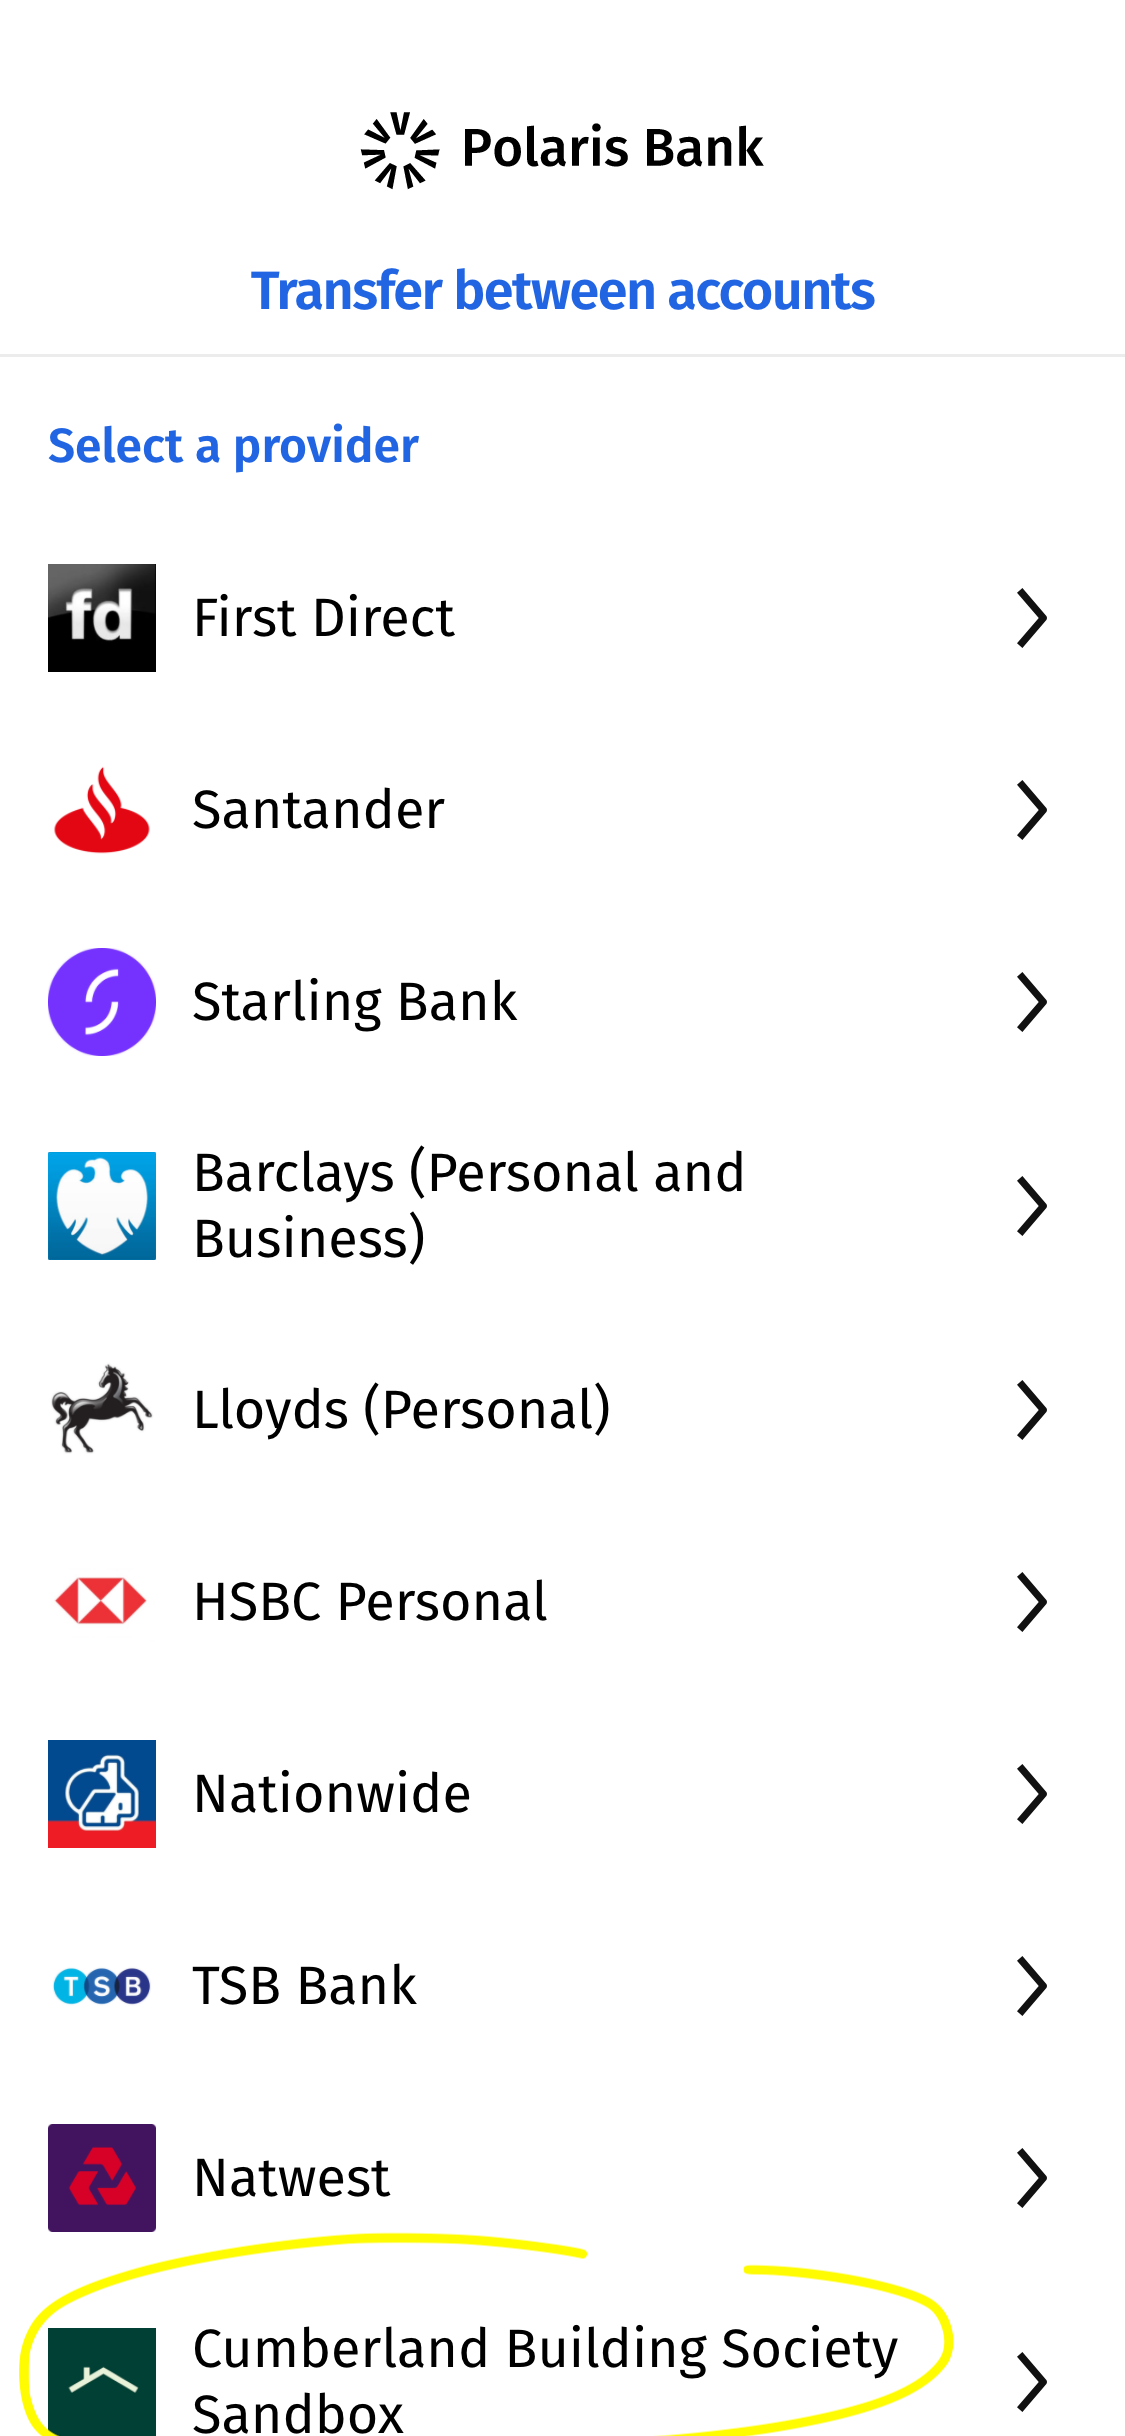 Polaris Bank
Transfer between accounts
Select a provider
fd
First Direct
Santander
Starling Bank
Barclays (Personal and
Business)
Lloyds (Personal)
HSBC Personal
Nationwide
TSB
TSB Bank
Natwest
Cumberland Building Society
Sandbox